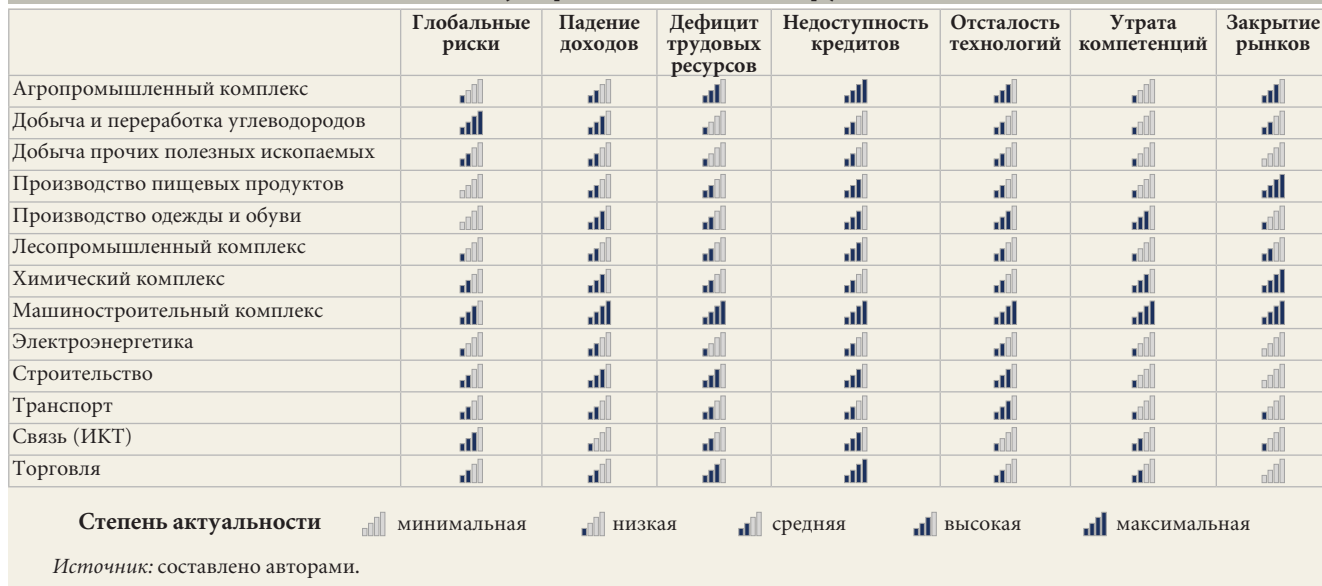 Глобальные риски Падение доходов Дефицит трудовых ресурсов Недоступность кредитов Отсталость технологий Утрата компетенций Закрытие рынков
Агропромышленный комплекс
Добыча и переработка углеводородов
Добыча прочих полезных ископаемых
Производство пищевых продуктов
Производство одежды и обуви
Лесопромышленный комплекс
Химический комплекс
Машиностроительный комплекс
Электроэнергетика
Строительство
Транспорт
Связь (ИКТ)
Торговля
Степень актуальности минимальная низкая средняя высокая максимальная
Источник: составлено авторами.